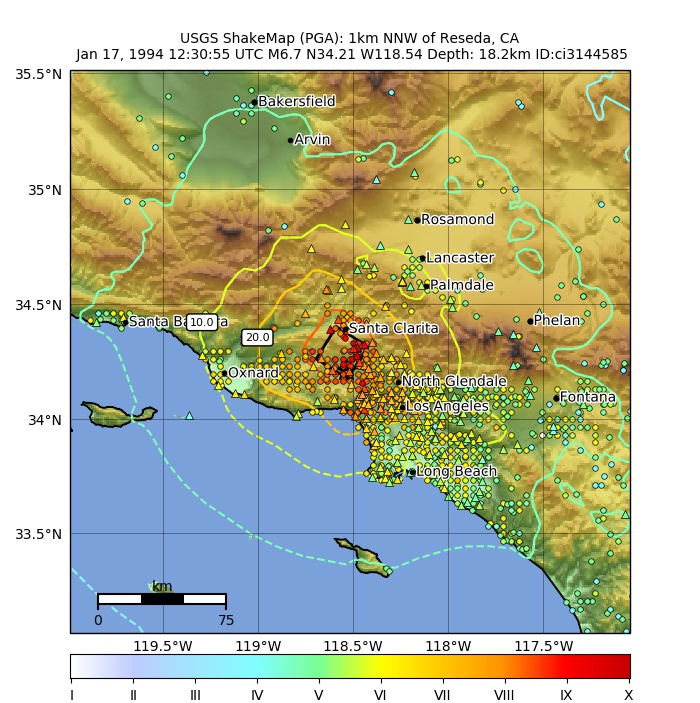 USGS ShakeMap (PGA): 1km NNW of Reseda, CA
Jan 17, 1994 12:30:55 UTC M6.7 N34.21 W118.54 Depth: 18.2km ID:ci3144585
35.5°N
Bakersfield
Arvin
35°N
Rosamond
Lancaster
Palmdale
34.5°N
Santa Ba a
10.0
Phelan
Santa Clarita
20.0
Oxnard
North Glendale
Fontana
Los Angeles
34°N
Long Beach
33.5°N
km
0 75
119.5°W 119°W 118.5°W 118°W 117.5°W
I II III IV V VI VII VIII IX X